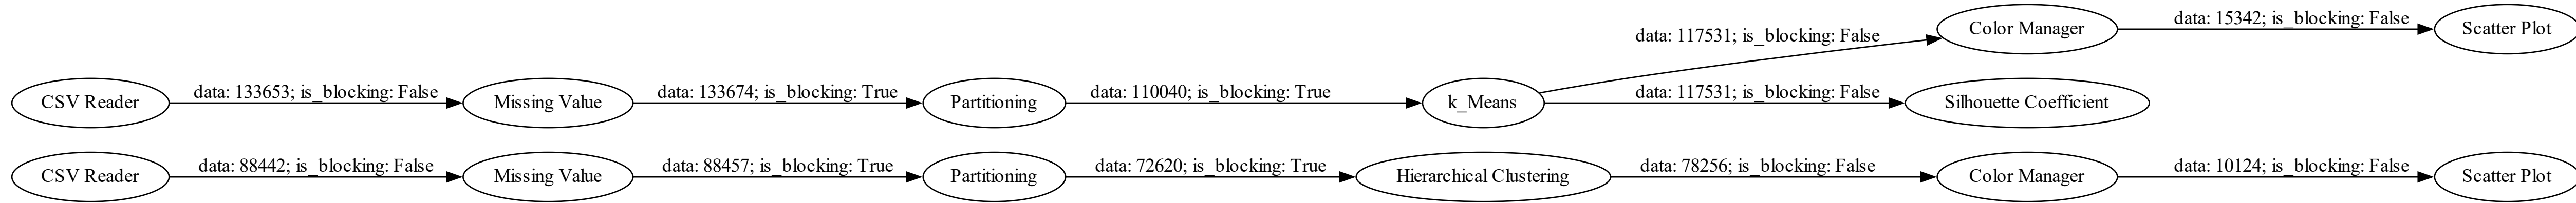 data: 117531; is_blocking: False
Color Manager
data: 15342; is_blocking: False
Scatter Plot
CSV Reader
data: 133653; is_blocking: False
Missing Value
data: 133674; is_blocking: True
Partitioning
data: 110040; is_blocking: True
k_Means
data: 117531; is_blocking: False
Silhouette Coefficient
CSV Reader
data: 88442; is_blocking: False
Missing Value
data: 88457; is_blocking: True
Partitioning
data: 72620; is_blocking: True
Hierarchical Clustering
data: 78256; is_blocking: False
Color Manager
data: 10124; is_blocking: False
Scatter Plot